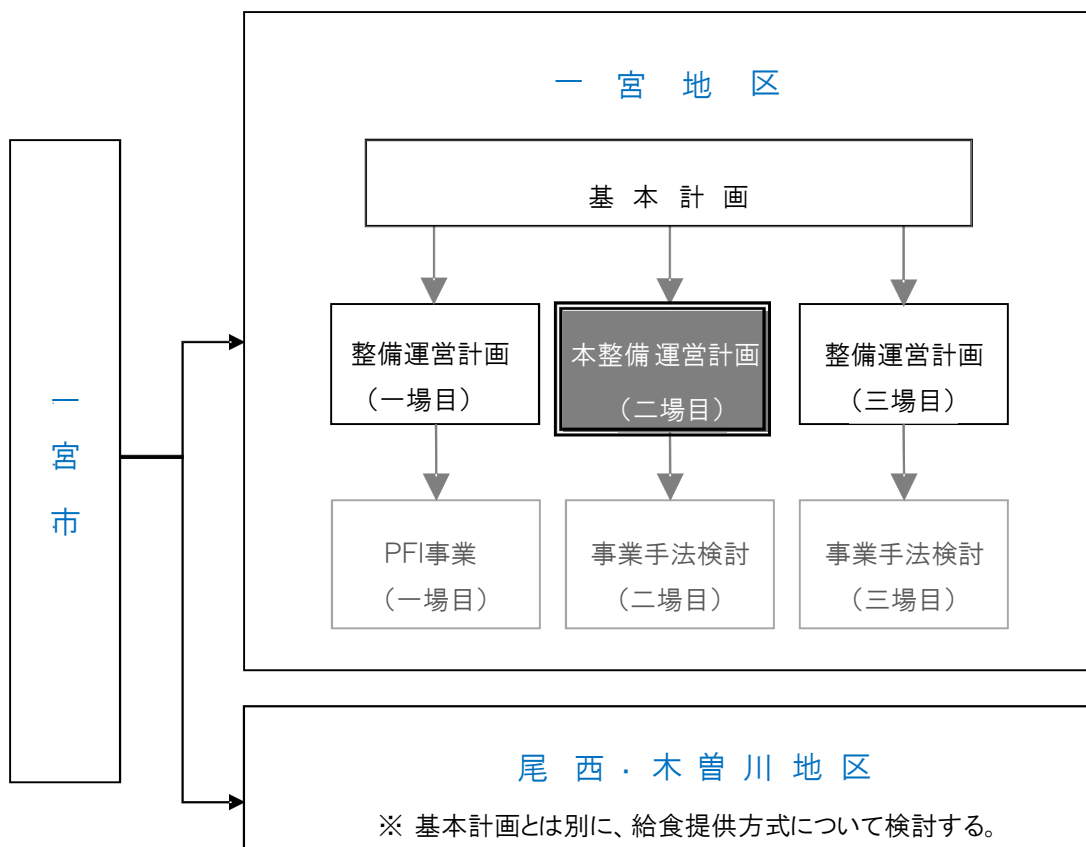 一宮市
一宮地区
基本計画
整備運営計画
（一場目）
本整備運営計画
（二場目）
整備運営計画
（三場目）
PFI事業
（一場目）
事業手法検討
（二場目）
事業手法検討
（三場目）
尾西・木曽川地区
※ 基本計画とは別に、給食提供方式について検討する。